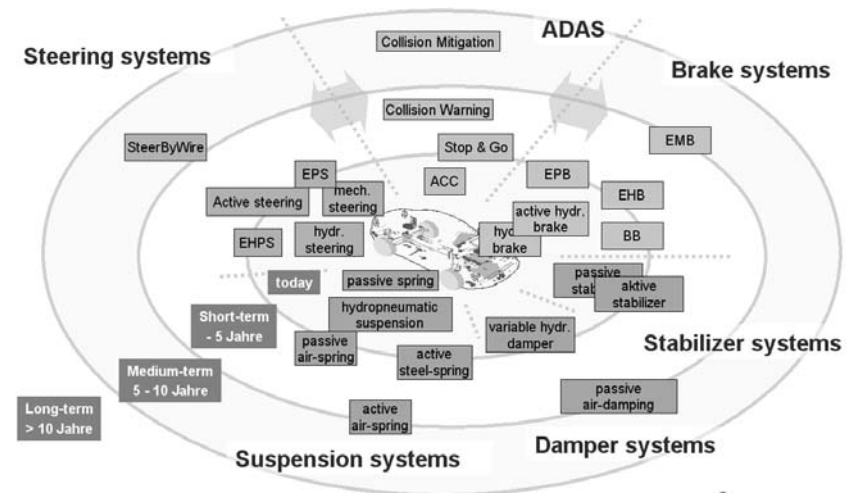 ADAS
Collision Mitigation
Steering systems
Brake systems
Collision Warning
SteerByWire
Stop & Go
EMB
EPS
ACC
EPB
mech.
steering
Active steering
EHB
active hydr.
brake
EHPS
hydr.
steering
brake
BB
today
passive spring
passive
aktive
stabilizer
Short-term
- 5 Jahre
hydropneumatic
suspension
variable hydr.
damper
passive
air-spring
active
steel-spring
Stabilizer systems
Medium-term
5 - 10 Jahre
passive
air-damping
Long-term
> 10 Jahre
active
air-spring
Damper systems
Suspension systems